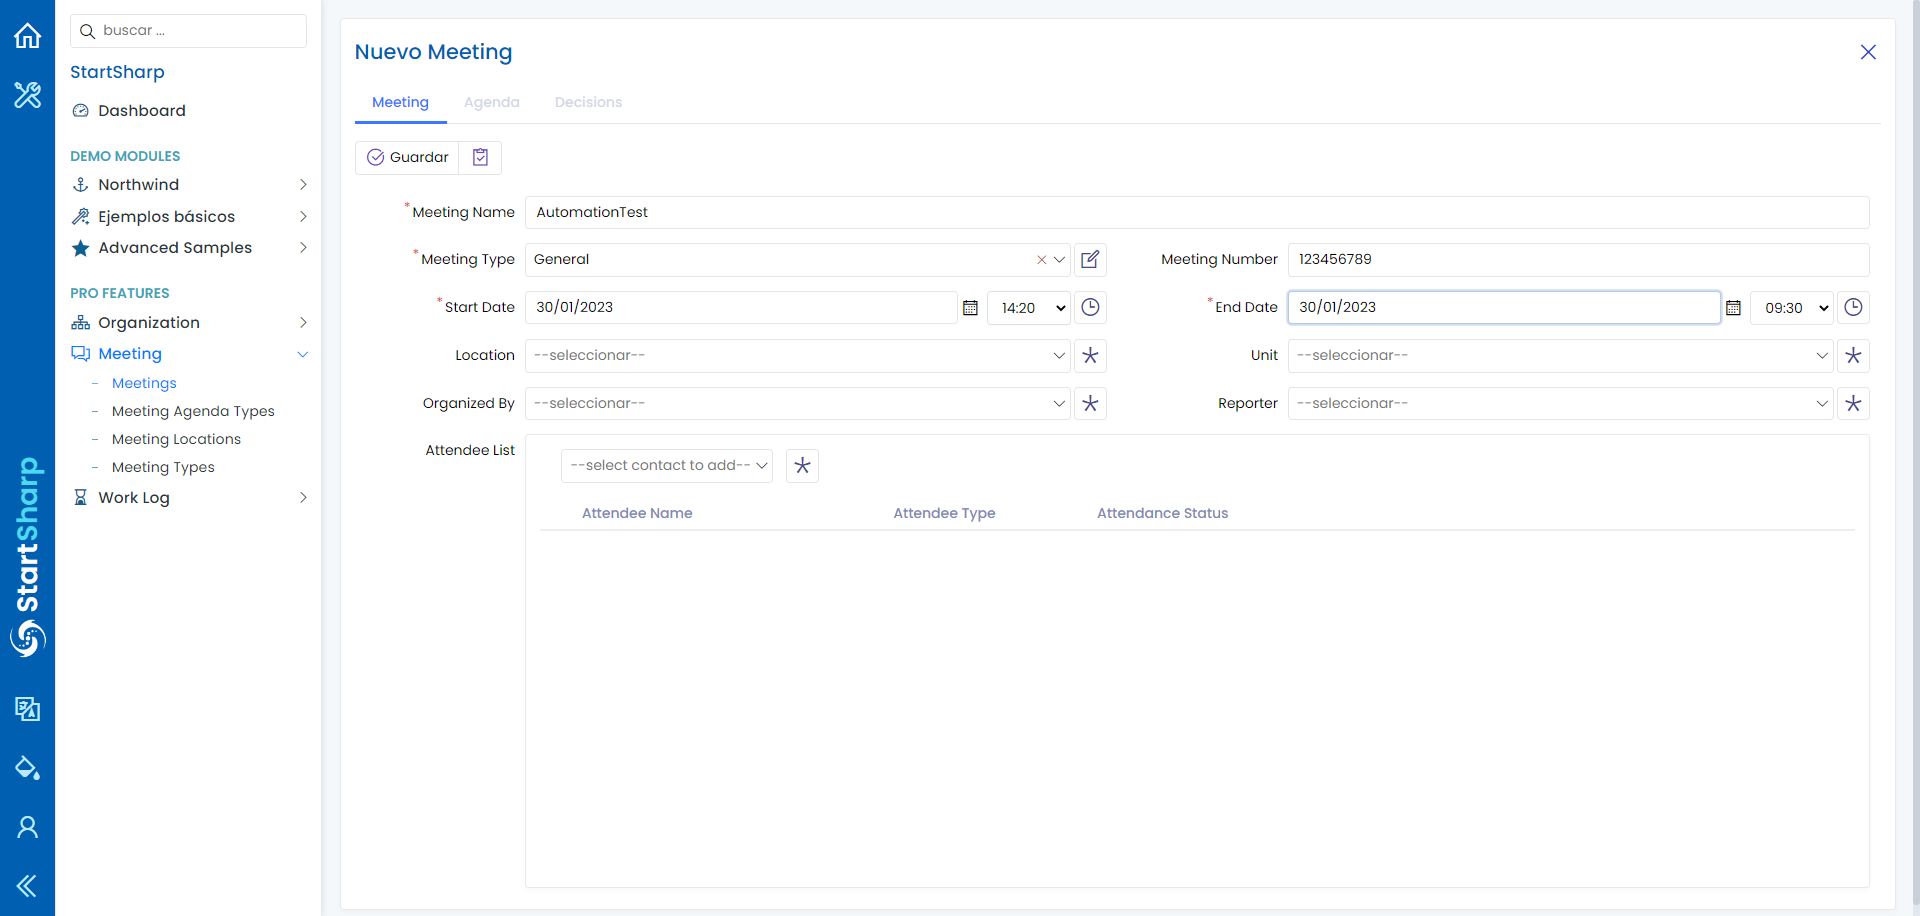 buscar ...
StartSharp
Dashboard
DEMO MODULES
Northwind
Ejemplos básicos
Advanced Samples
PRO FEATURES
Organization
Meeting
- Meetings
- Meeting Agenda Types
- Meeting Locations
- Meeting Types
Work Log
StartSharp
Nuevo Meeting
Meeting Agenda Decisions
Guardar
* Meeting Name AutomationTest
* Meeting Type General Meeting Number 123456789
* Start Date 30/01/2023 14:20 * End Date 30/01/2023 09:30
Location --seleccionar-- Unit --seleccionar--
Organized By --seleccionar-- Reporter --seleccionar--
Attendee List
--select contact to add--
Attendee Name Attendee Type Attendance Status